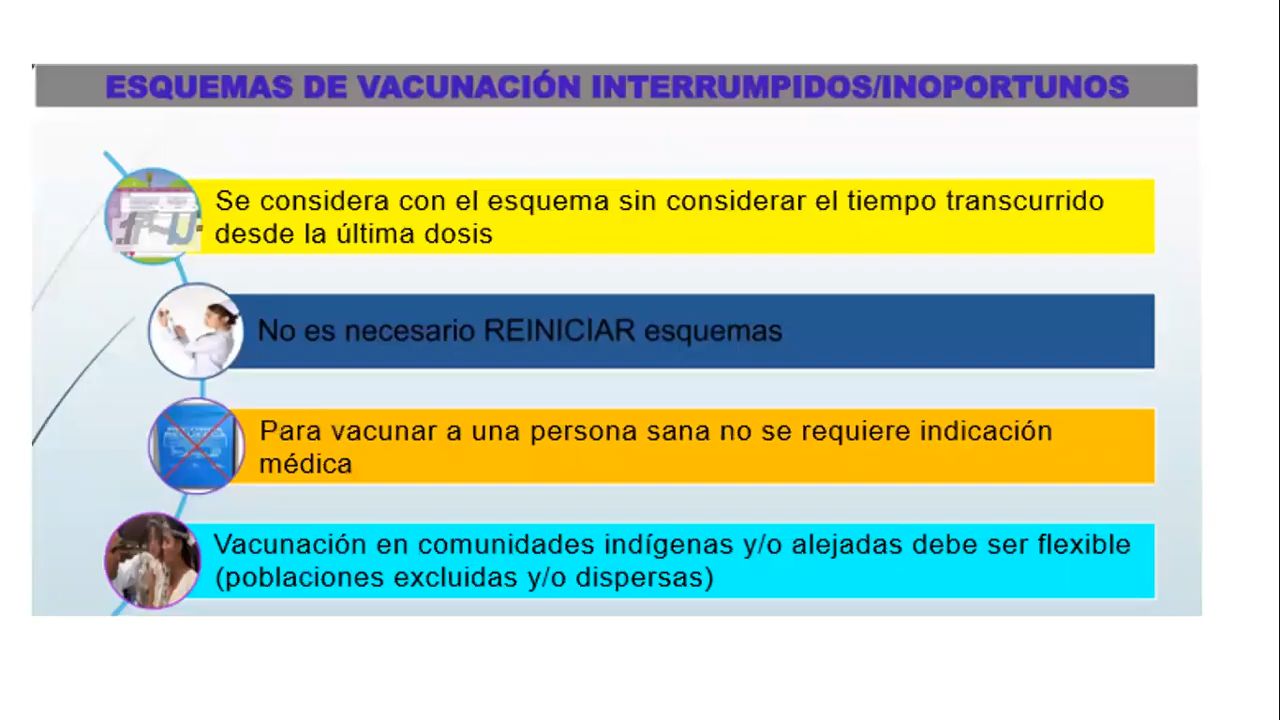 ESQUEMAS DE VACUNACIÓN INTERRUMPIDOS/INOPORTUNOS
Se considera con el esquema sin considerar el tiempo transcurrido
desde la última dosis
No es necesario REINICIAR esquemas
Para vacunar a una persona sana no se requiere indicación
médica
Vacunación en comunidades indígenas y/o alejadas debe ser flexible
(poblaciones excluidas y/o dispersas)